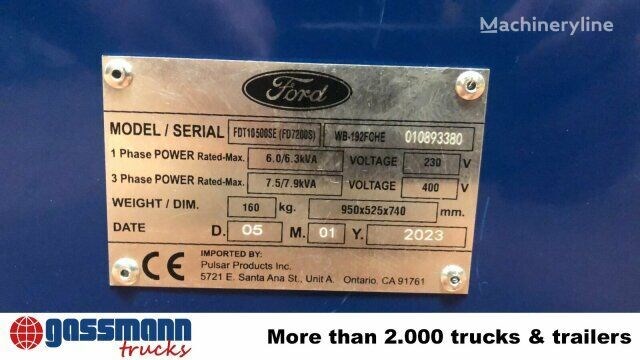 Machineryline
Ford
MODEL / SERIAL FDT10500SE (FD7200S) WB-192FCHE 010893380
1 Phase POWER Rated-Max. 6.0/6.3kVA VOLTAGE 230 V
3 Phase POWER Rated-Max. 7.5/7.9kVA VOLTAGE 400 V
WEIGHT / DIM. 160 kg. 950x525x740 mm.
DATE D. 05 M. 01 Y. 2023
CE
IMPORTED BY:
Pulsar Products Inc.
5721 E. Santa Ana St., Unit A. Ontario, CA 91761
gassmann
trucks
More than 2.000 trucks & trailers